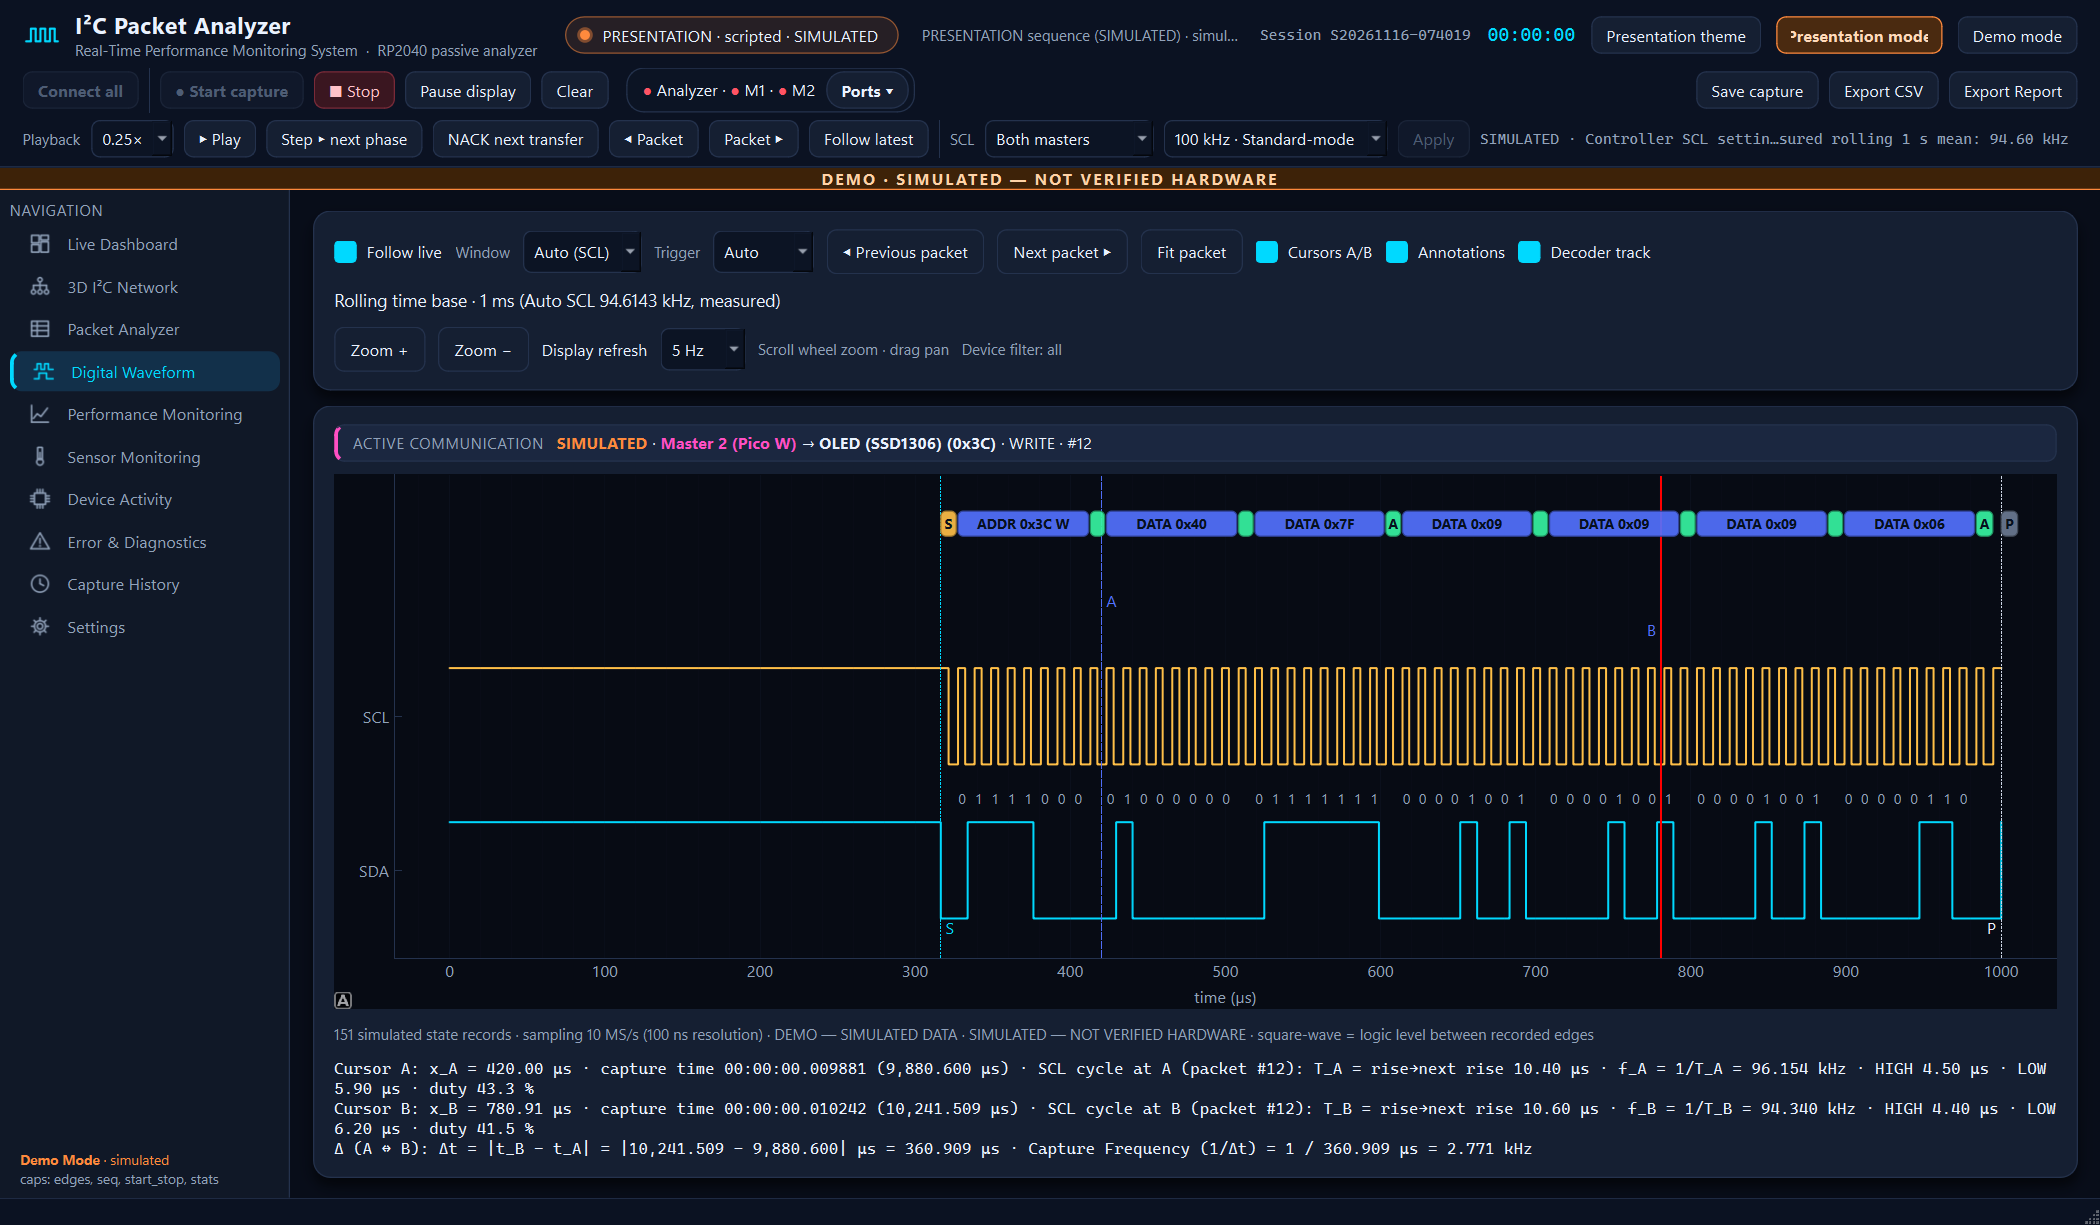 I²C Packet Analyzer
Real-Time Performance Monitoring System · RP2040 passive analyzer
PRESENTATION · scripted · SIMULATED
PRESENTATION sequence (SIMULATED) · simul...
Session S20261116-074019
00:00:00
Presentation theme
Presentation mode
Demo mode
Connect all
● Start capture
■ Stop
Pause display
Clear
● Analyzer · ● M1 · ● M2
Ports ▾
Save capture
Export CSV
Export Report
Playback
0.25×
▸ Play
Step ▸ next phase
NACK next transfer
◂ Packet
Packet ▸
Follow latest
SCL
Both masters
100 kHz · Standard-mode
Apply
SIMULATED · Controller SCL settin…sured rolling 1 s mean: 94.60 kHz
DEMO · SIMULATED — NOT VERIFIED HARDWARE
NAVIGATION
Live Dashboard
3D I²C Network
Packet Analyzer
Digital Waveform
Performance Monitoring
Sensor Monitoring
Device Activity
Error & Diagnostics
Capture History
Settings
Demo Mode · simulated
caps: edges, seq, start_stop, stats
Follow live
Window
Auto (SCL)
Trigger
Auto
◂ Previous packet
Next packet ▸
Fit packet
Cursors A/B
Annotations
Decoder track
Rolling time base · 1 ms (Auto SCL 94.6143 kHz, measured)
Zoom +
Zoom −
Display refresh
5 Hz
Scroll wheel zoom · drag pan
Device filter: all
ACTIVE COMMUNICATION SIMULATED · Master 2 (Pico W) → OLED (SSD1306) (0x3C) · WRITE · #12
S ADDR 0x3C W DATA 0x40 DATA 0x7F A DATA 0x09 DATA 0x09 DATA 0x09 DATA 0x06 A P
A
B
SCL
0 1 1 1 1 0 0 0 0 1 0 0 0 0 0 0 0 1 1 1 1 1 1 1 0 0 0 0 1 0 0 1 0 0 0 0 1 0 0 1 0 0 0 0 1 0 0 1 0 0 0 0 0 1 1 0
SDA
S
P
0 100 200 300 400 500 600 700 800 900 1000
time (µs)
A
151 simulated state records · sampling 10 MS/s (100 ns resolution) · DEMO — SIMULATED DATA · SIMULATED — NOT VERIFIED HARDWARE · square-wave = logic level between recorded edges
Cursor A: x_A = 420.00 µs · capture time 00:00:00.009881 (9,880.600 µs) · SCL cycle at A (packet #12): T_A = rise→next rise 10.40 µs · f_A = 1/T_A = 96.154 kHz · HIGH 4.50 µs · LOW
5.90 µs · duty 43.3 %
Cursor B: x_B = 780.91 µs · capture time 00:00:00.010242 (10,241.509 µs) · SCL cycle at B (packet #12): T_B = rise→next rise 10.60 µs · f_B = 1/T_B = 94.340 kHz · HIGH 4.40 µs · LOW
6.20 µs · duty 41.5 %
Δ (A ↔ B): Δt = |t_B − t_A| = |10,241.509 − 9,880.600| µs = 360.909 µs · Capture Frequency (1/Δt) = 1 / 360.909 µs = 2.771 kHz